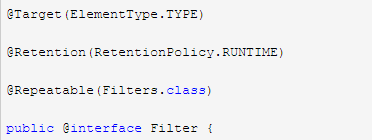 @Target(ElementType.TYPE)
@Retention(RetentionPolicy.RUNTIME)
@Repeatable(Filters.class)
public @interface Filter {